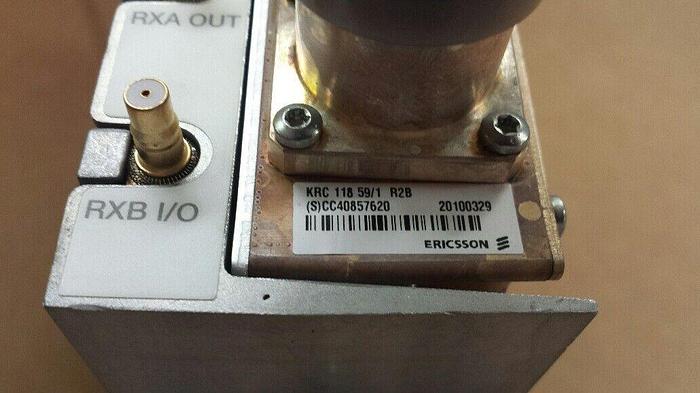 RXA OUT
RXB I/O
KRC 118 59/1 R2B
(S)CC40857620 20100329
ERICSSON